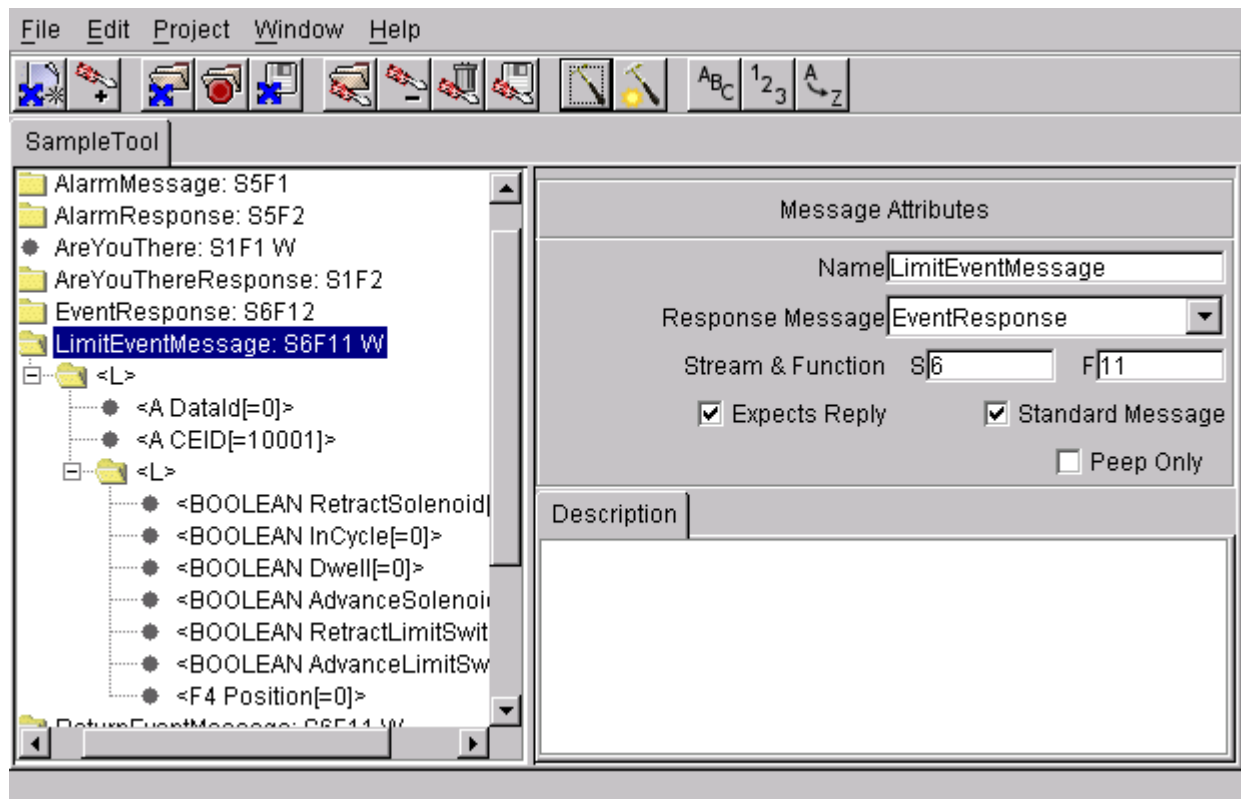 File Edit Project Window Help
ABC 123 A Z
SampleTool
AlarmMessage: S5F1
AlarmResponse: S5F2
AreYouThere: S1F1 W
AreYouThereResponse: S1F2
EventResponse: S6F12
LimitEventMessage: S6F11 W
<L>
<A DataId[=0]>
<A CEID[=10001]>
<L>
<BOOLEAN RetractSolenoid[
<BOOLEAN InCycle[=0]>
<BOOLEAN Dwell[=0]>
<BOOLEAN AdvanceSolenoi
<BOOLEAN RetractLimitSwit
<BOOLEAN AdvanceLimitSw
<F4 Position[=0]>
ReturnEventMessage: S6F11 W
Message Attributes
Name LimitEventMessage
Response Message EventResponse
Stream & Function S 6 F 11
Expects Reply Standard Message
Peep Only
Description